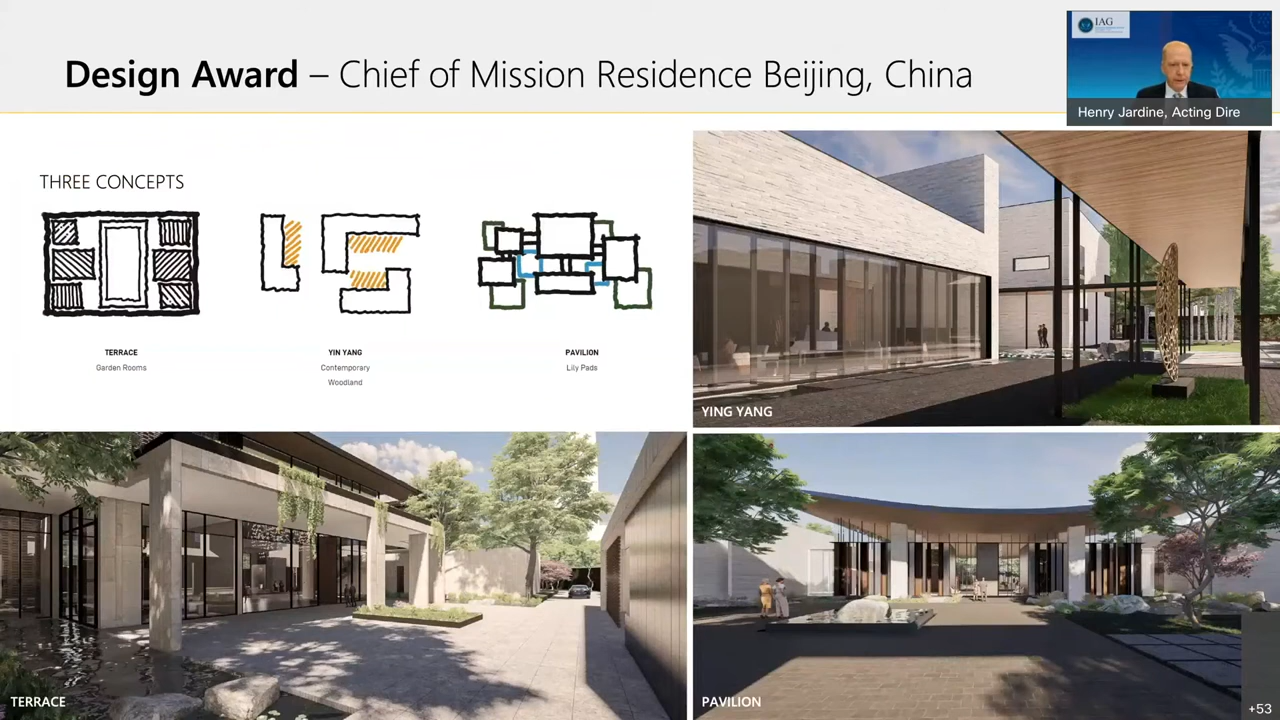 Design Award – Chief of Mission Residence Beijing, China
IAG
Henry Jardine, Acting Dire
THREE CONCEPTS
TERRACE
Garden Rooms
YIN YANG
Contemporary
Woodland
PAVILION
Lily Pads
YING YANG
TERRACE
PAVILION
+53